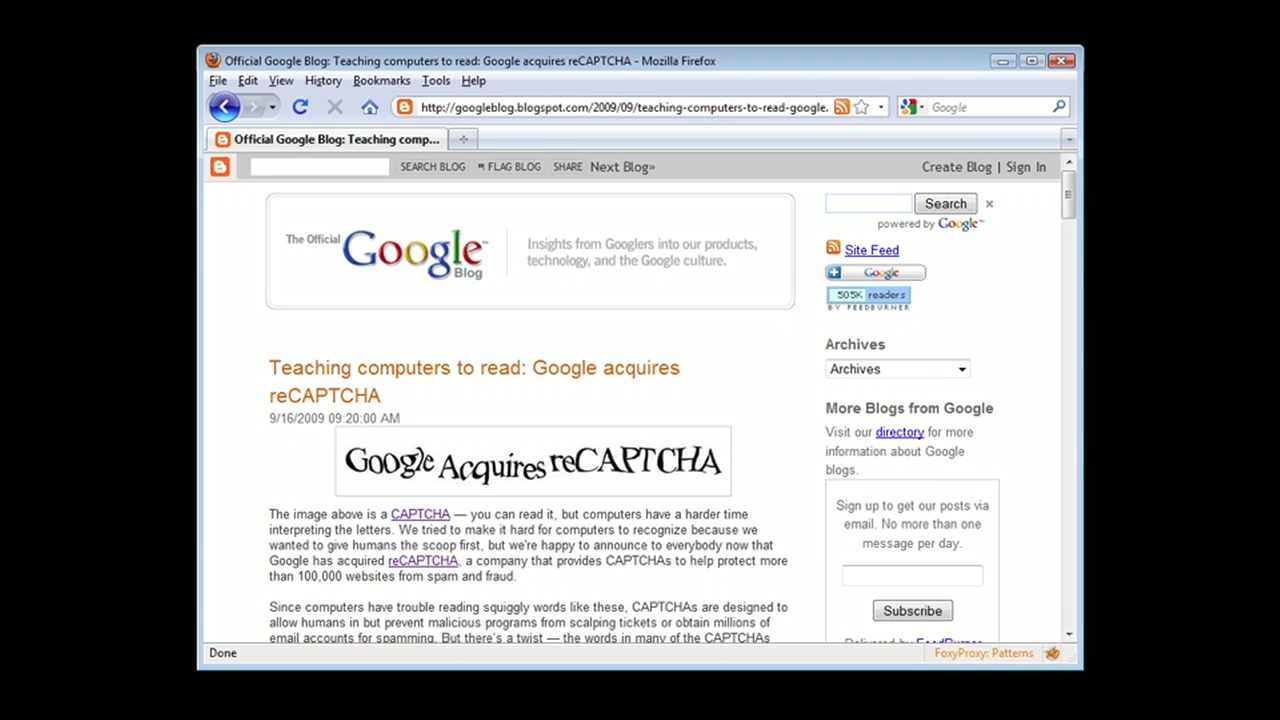 Official Google Blog: Teaching computers to read: Google acquires reCAPTCHA - Mozilla Firefox
File Edit View History Bookmarks Tools Help
http://googleblog.blogspot.com/2009/09/teaching-computers-to-read-google.
Google
Official Google Blog: Teaching comp...
SEARCH BLOG FLAG BLOG SHARE Next Blog»
Create Blog | Sign In
The Official Google™ Blog
Insights from Googlers into our products,
technology, and the Google culture.
Teaching computers to read: Google acquires
reCAPTCHA
9/16/2009 09:20:00 AM
Google Acquires reCAPTCHA
The image above is a CAPTCHA — you can read it, but computers have a harder time
interpreting the letters. We tried to make it hard for computers to recognize because we
wanted to give humans the scoop first, but we're happy to announce to everybody now that
Google has acquired reCAPTCHA, a company that provides CAPTCHAs to help protect more
than 100,000 websites from spam and fraud.
Since computers have trouble reading squiggly words like these, CAPTCHAs are designed to
allow humans in but prevent malicious programs from scalping tickets or obtain millions of
email accounts for spamming. But there's a twist — the words in many of the CAPTCHAs
Search
powered by Google™
Site Feed
Google
505K readers
BY FEEDBURNER
Archives
Archives
More Blogs from Google
Visit our directory for more
information about Google
blogs.
Sign up to get our posts via
email. No more than one
message per day.
Subscribe
Delivered by FeedBurner
Done
FoxyProxy: Patterns